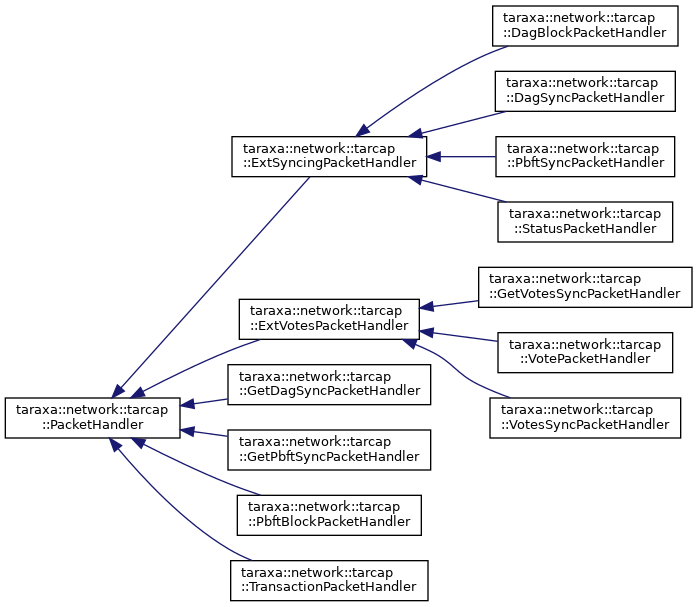 taraxa::network::tarcap
::DagBlockPacketHandler
taraxa::network::tarcap
::DagSyncPacketHandler
taraxa::network::tarcap
::ExtSyncingPacketHandler
taraxa::network::tarcap
::PbftSyncPacketHandler
taraxa::network::tarcap
::StatusPacketHandler
taraxa::network::tarcap
::GetVotesSyncPacketHandler
taraxa::network::tarcap
::ExtVotesPacketHandler
taraxa::network::tarcap
::VotePacketHandler
taraxa::network::tarcap
::GetDagSyncPacketHandler
taraxa::network::tarcap
::PacketHandler
taraxa::network::tarcap
::VotesSyncPacketHandler
taraxa::network::tarcap
::GetPbftSyncPacketHandler
taraxa::network::tarcap
::PbftBlockPacketHandler
taraxa::network::tarcap
::TransactionPacketHandler